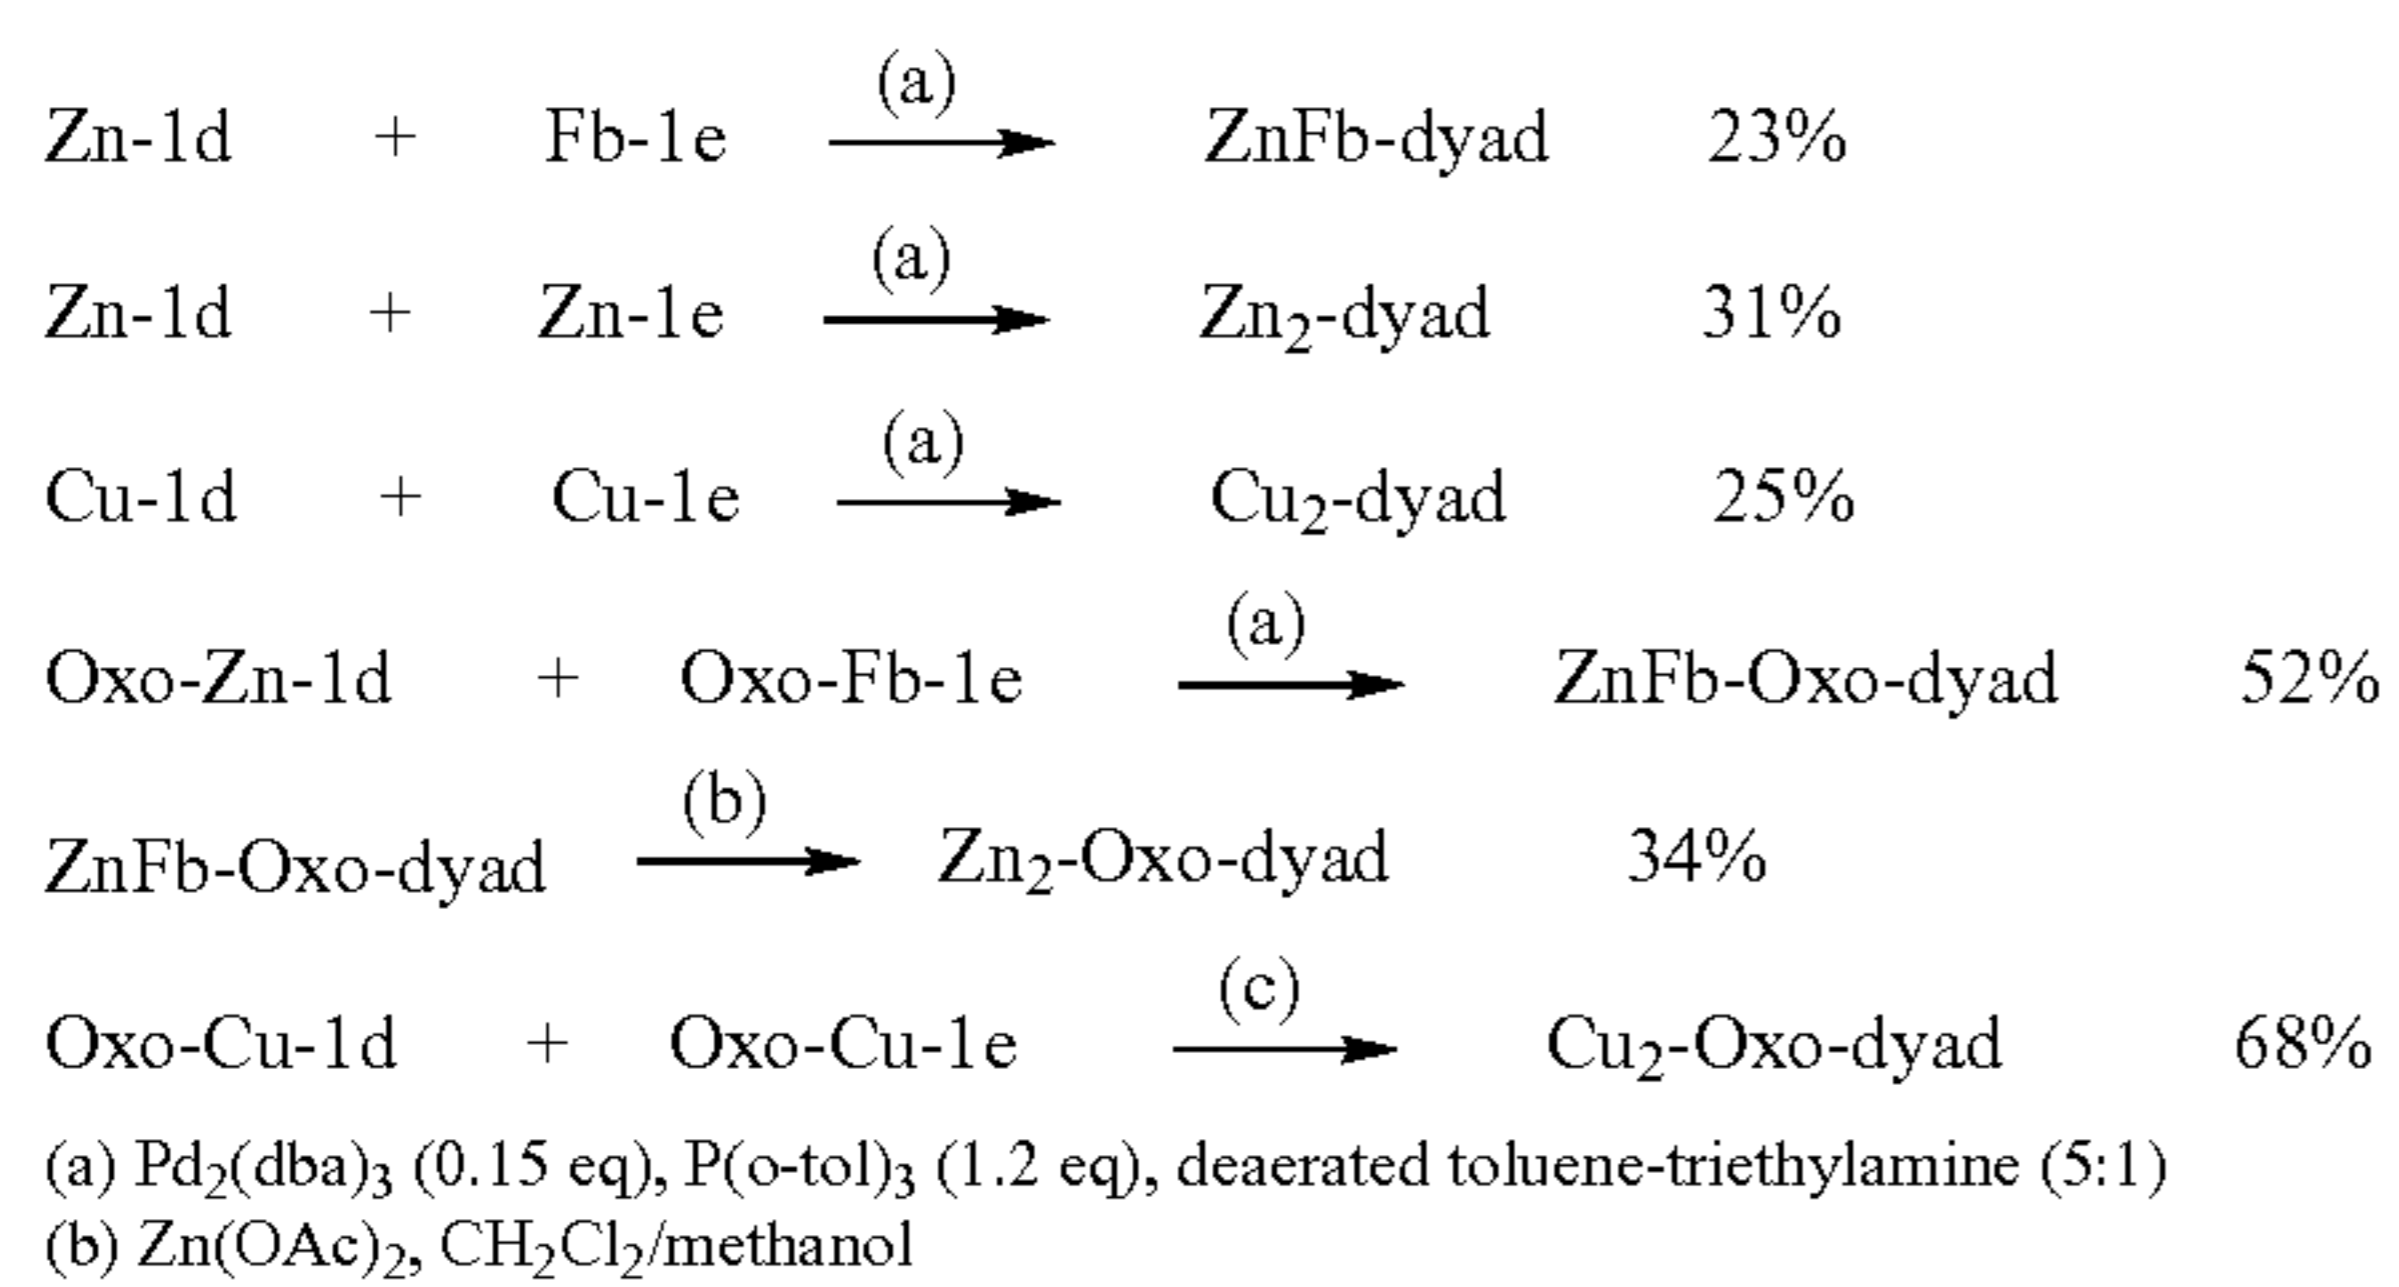 (a)
Zn-1d + Fb-1e ZnFb-dyad 23%
(a)
Zn-1d + Zn-1e Zn₂-dyad 31%
(a)
Cu-1d + Cu-1e Cu₂-dyad 25%
(a)
Oxo-Zn-1d + Oxo-Fb-1e ZnFb-Oxo-dyad 52%
(b)
ZnFb-Oxo-dyad Zn₂-Oxo-dyad 34%
(c)
Oxo-Cu-1d + Oxo-Cu-1e Cu₂-Oxo-dyad 68%
(a) Pd₂(dba)₃ (0.15 eq), P(o-tol)₃ (1.2 eq), deaerated toluene-triethylamine (5:1)
(b) Zn(OAc)₂, CH₂Cl₂/methanol